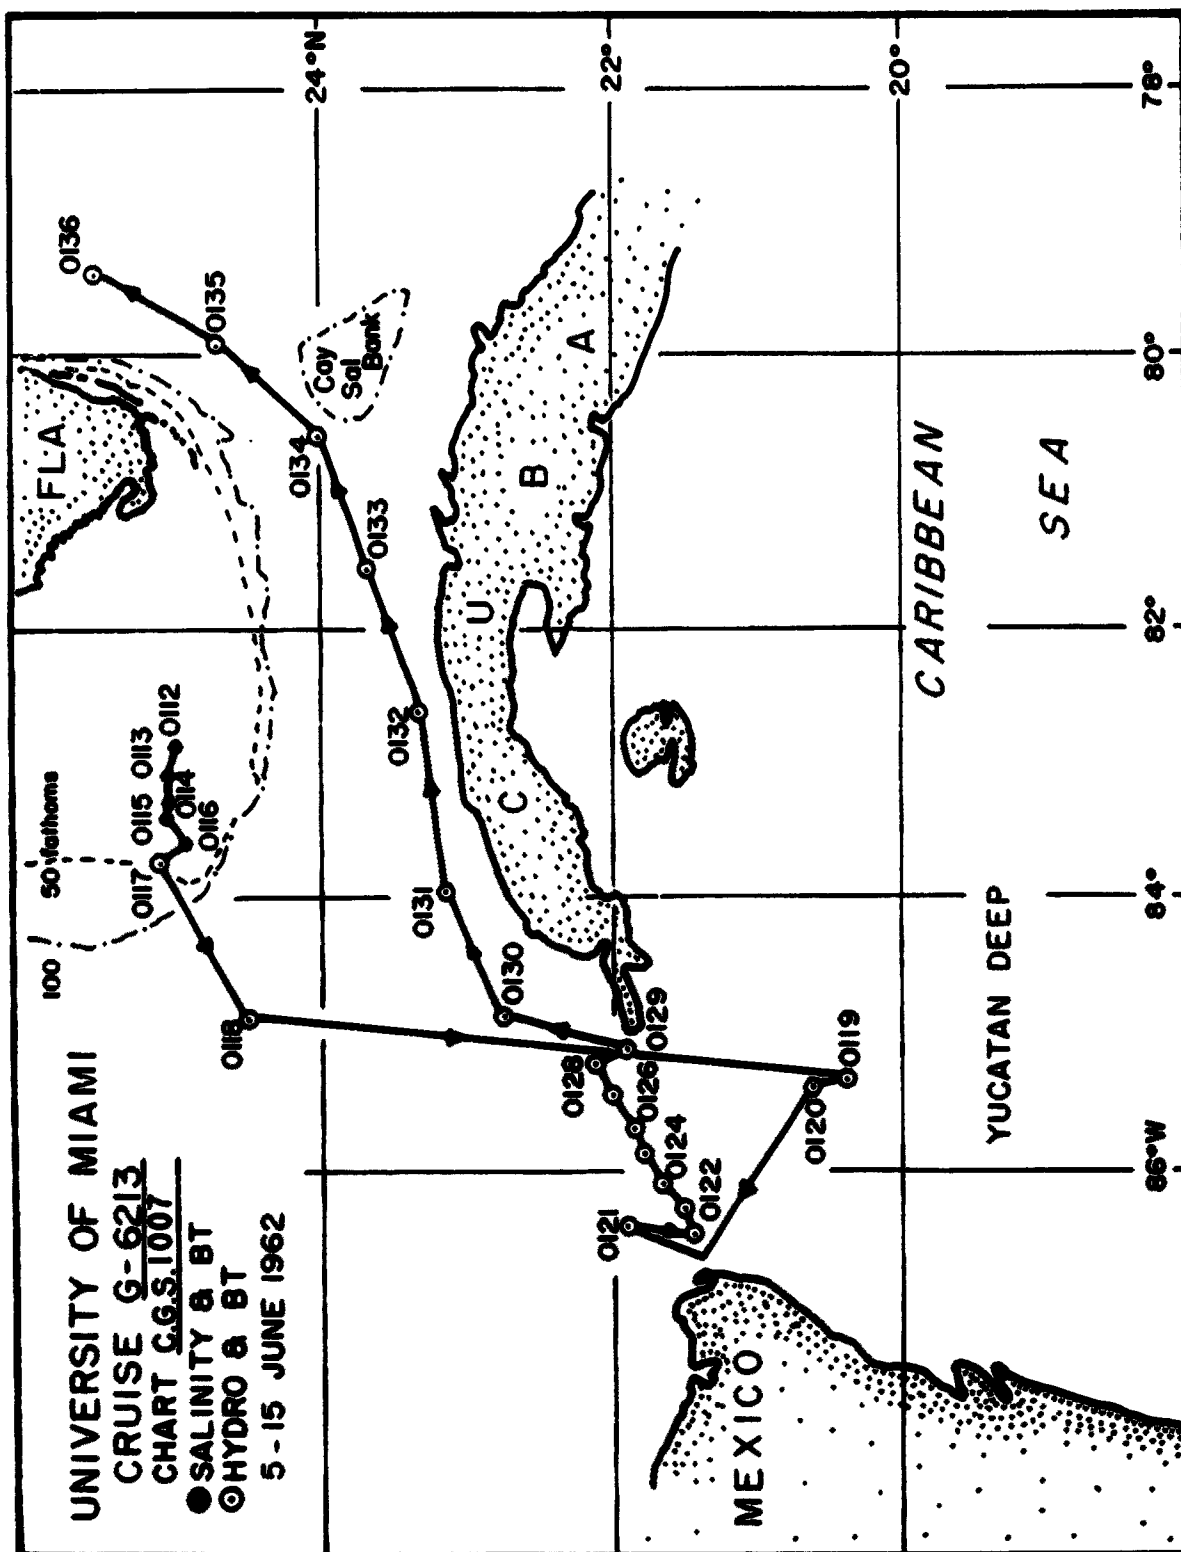 UNIVERSITY OF MIAMI
CRUISE G-6213
CHART C.G.S. 1007
SALINITY & BT
HYDRO & BT
5-15 JUNE 1962
100
50 fathoms
FLA.
0117
0115
0113
0112
0114
0116
0118
0136
0135
0134
0133
0132
0131
0130
0129
0128
0126
0124
0122
0121
0120
0119
Cay
Sal
Bank
CUBA
MEXICO
YUCATAN DEEP
CARIBBEAN
SEA
24°N
22°
20°
86°W
84°
82°
80°
78°